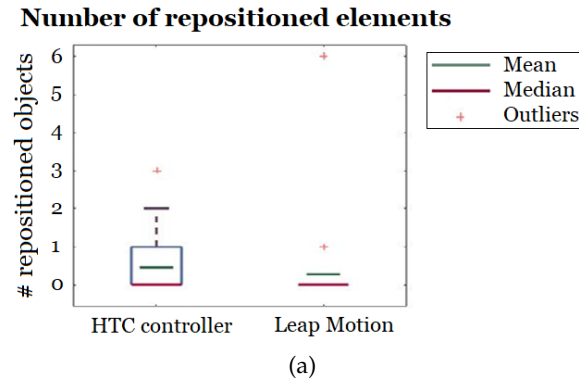 Number of repositioned elements
# repositioned objects
6
5
4
3
2
1
0
HTC controller Leap Motion
Mean
Median
Outliers
(a)